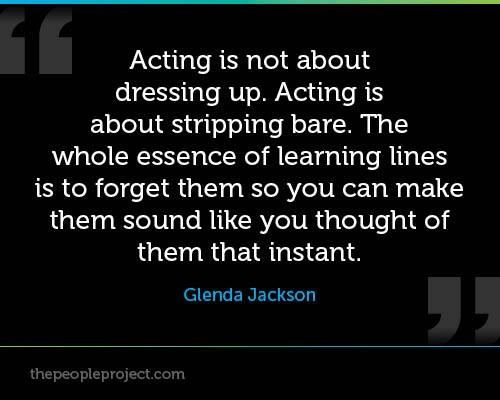 Acting is not about
dressing up. Acting is
about stripping bare. The
whole essence of learning lines
is to forget them so you can make
them sound like you thought of
them that instant.
Glenda Jackson
thepeopleproject.com